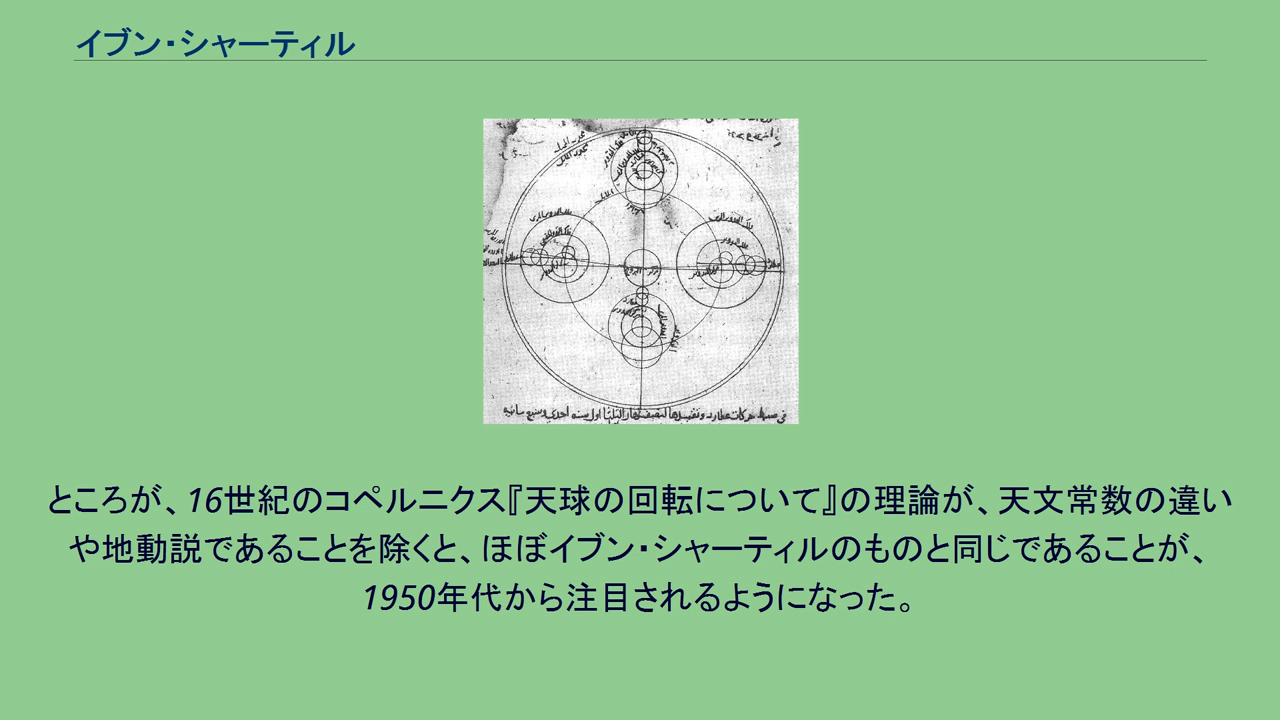 イブン・シャーティル
ところが、16世紀のコペルニクス『天球の回転について』の理論が、天文常数の違い
や地動説であることを除くと、ほぼイブン・シャーティルのものと同じであることが、
1950年代から注目されるようになった。